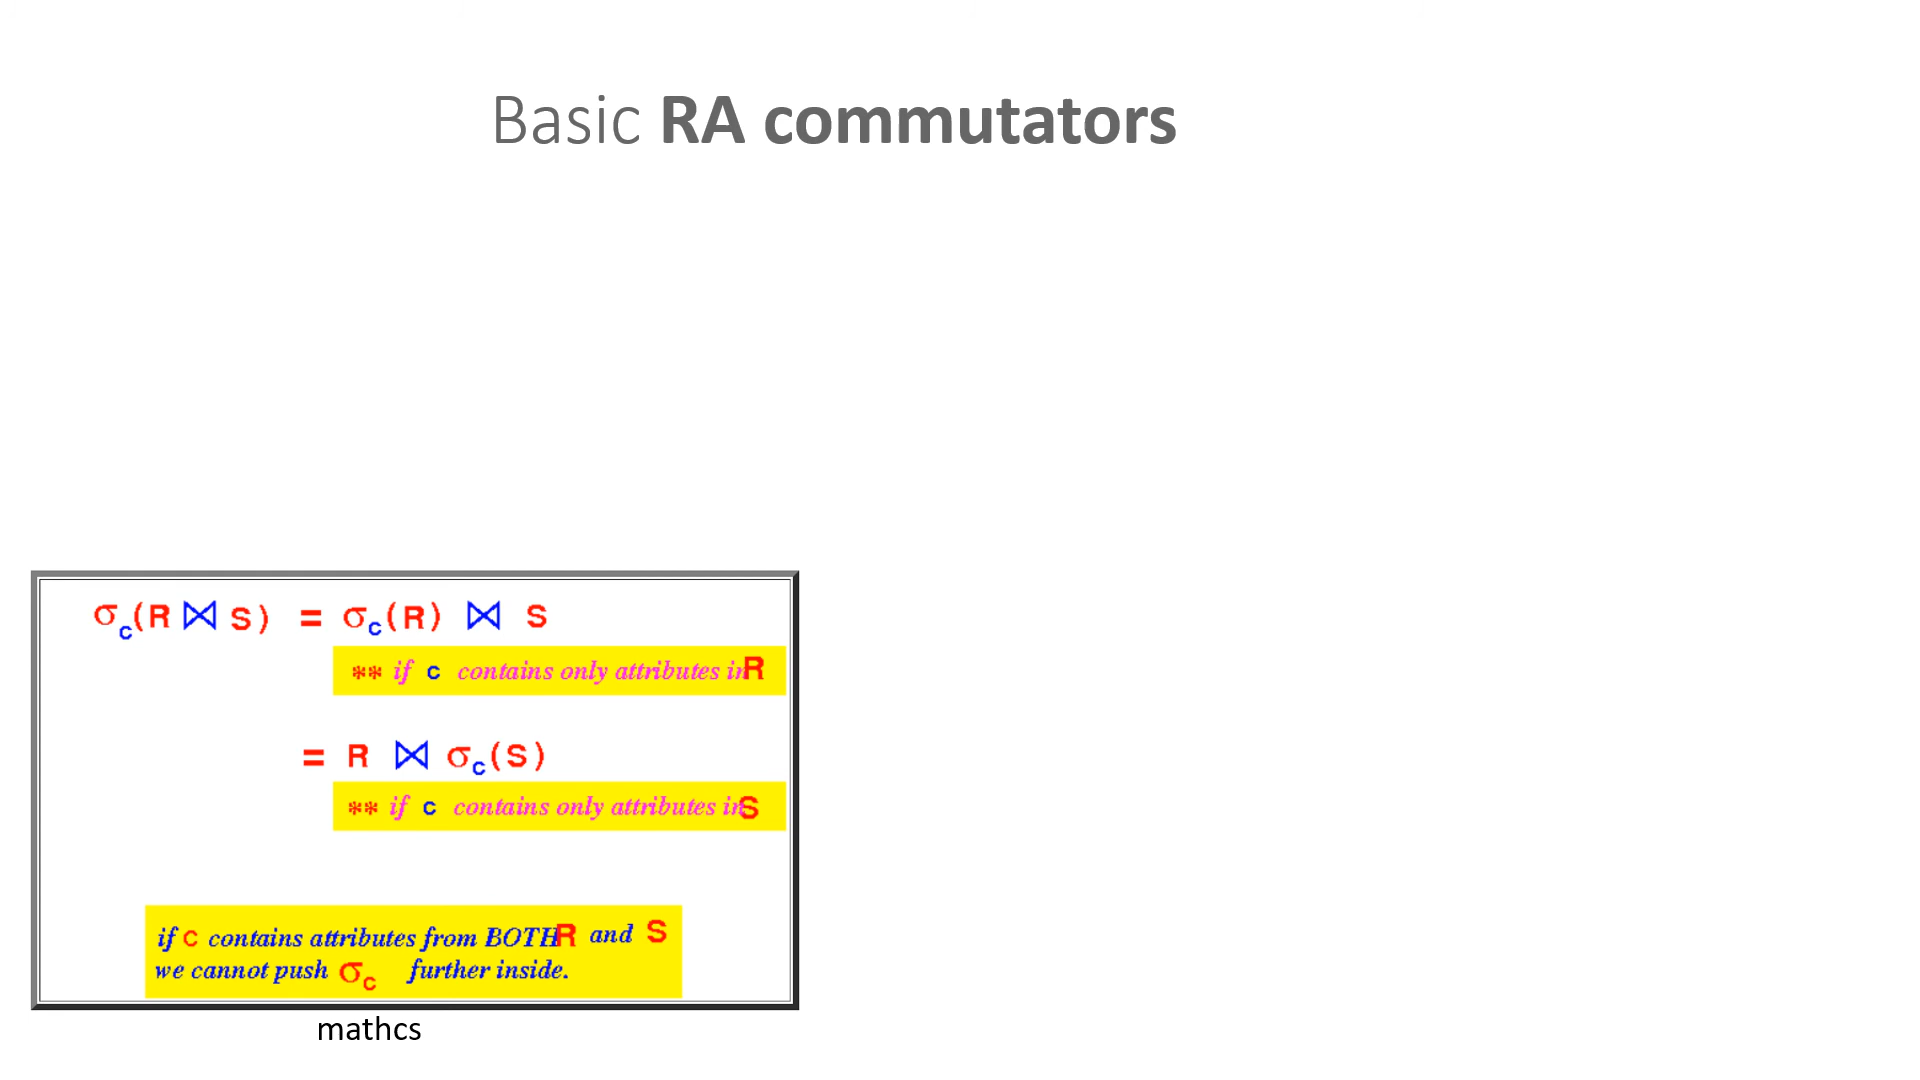 Basic RA commutators
σc(R ⋈ S) = σc(R) ⋈ S
** if c contains only attributes in R
= R ⋈ σc(S)
** if c contains only attributes in S
if c contains attributes from BOTH R and S
we cannot push σc further inside.
mathcs